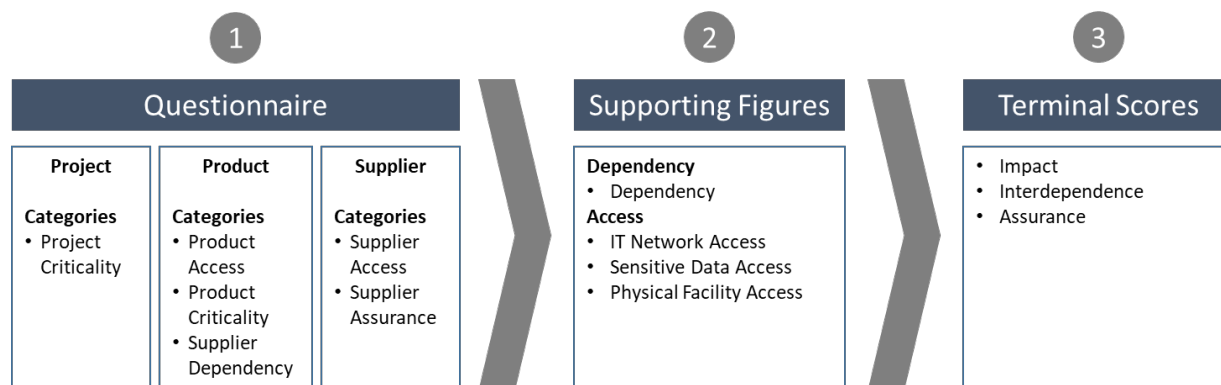 1
2
3
Questionnaire
Supporting Figures
Terminal Scores
Project
Categories
• Project
Criticality
Product
Categories
• Product
Access
• Product
Criticality
• Supplier
Dependency
Supplier
Categories
• Supplier
Access
• Supplier
Assurance
Dependency
• Dependency
Access
• IT Network Access
• Sensitive Data Access
• Physical Facility Access
• Impact
• Interdependence
• Assurance